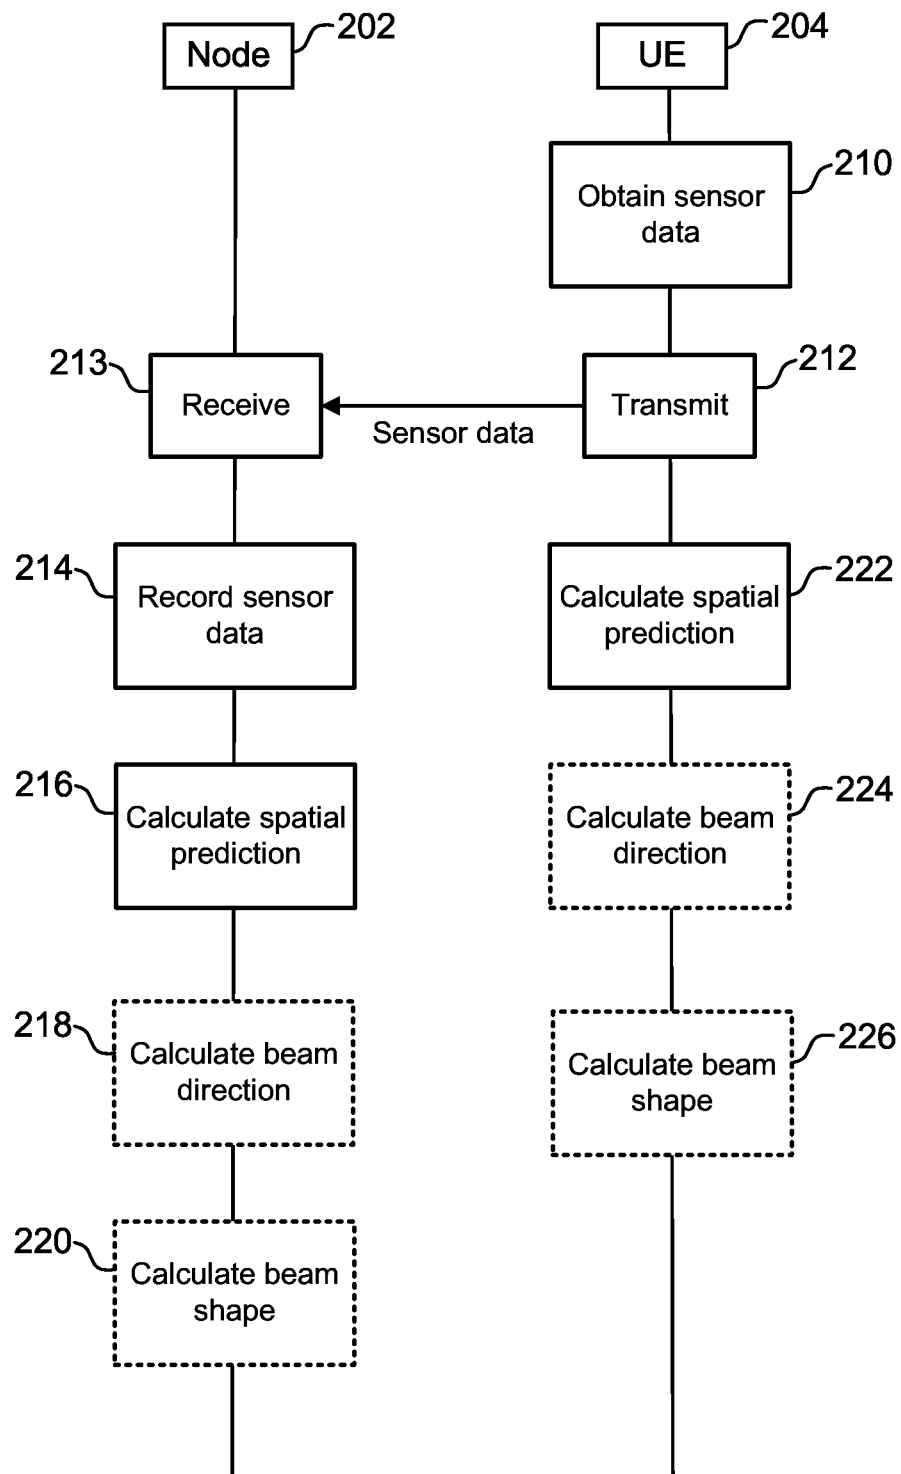 Node
202
UE
204
Obtain sensor
data
210
213
Receive
Sensor data
Transmit
212
214
Record sensor
data
Calculate spatial
prediction
222
216
Calculate spatial
prediction
Calculate beam
direction
224
218
Calculate beam
direction
Calculate beam
shape
226
220
Calculate beam
shape